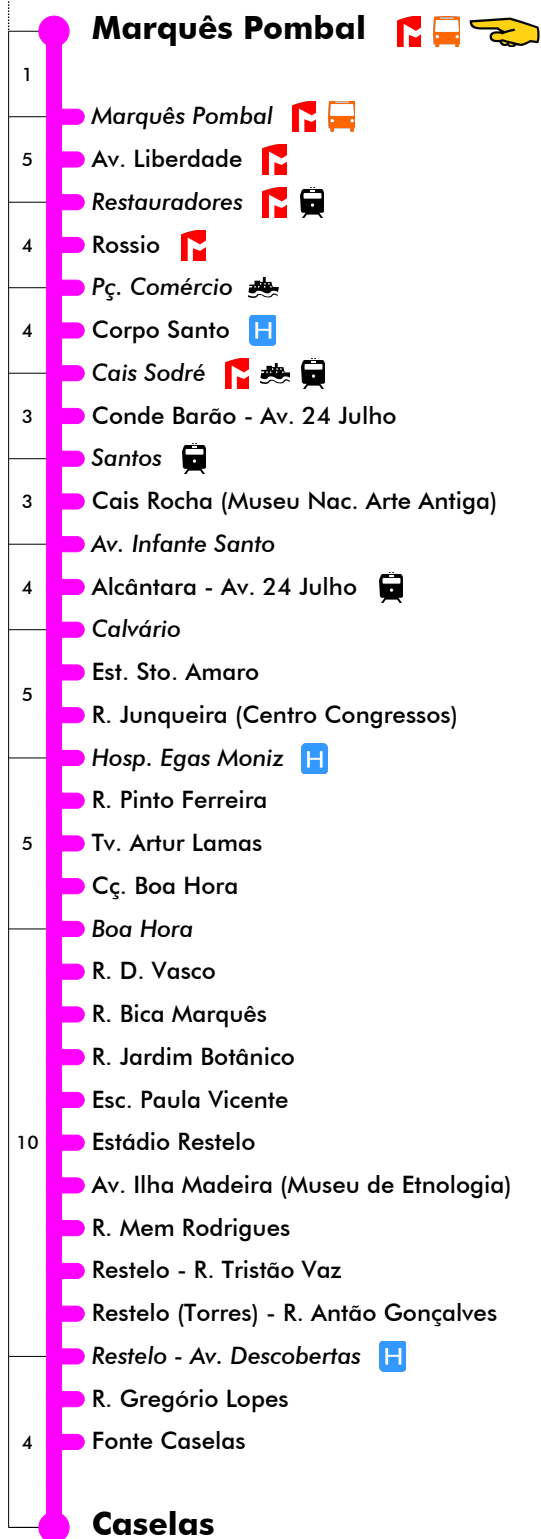 Marquês Pombal
1
Marquês Pombal
5 Av. Liberdade
Restauradores
4 Rossio
Pç. Comércio
4 Corpo Santo H
Cais Sodré
3 Conde Barão - Av. 24 Julho
Santos
3 Cais Rocha (Museu Nac. Arte Antiga)
Av. Infante Santo
4 Alcântara - Av. 24 Julho
Calvário
Est. Sto. Amaro
5
R. Junqueira (Centro Congressos)
Hosp. Egas Moniz H
R. Pinto Ferreira
5 Tv. Artur Lamas
Cç. Boa Hora
Boa Hora
R. D. Vasco
R. Bica Marquês
R. Jardim Botânico
Esc. Paula Vicente
10 Estádio Restelo
Av. Ilha Madeira (Museu de Etnologia)
R. Mem Rodrigues
Restelo - R. Tristão Vaz
Restelo (Torres) - R. Antão Gonçalves
Restelo - Av. Descobertas H
R. Gregório Lopes
4 Fonte Caselas
Caselas